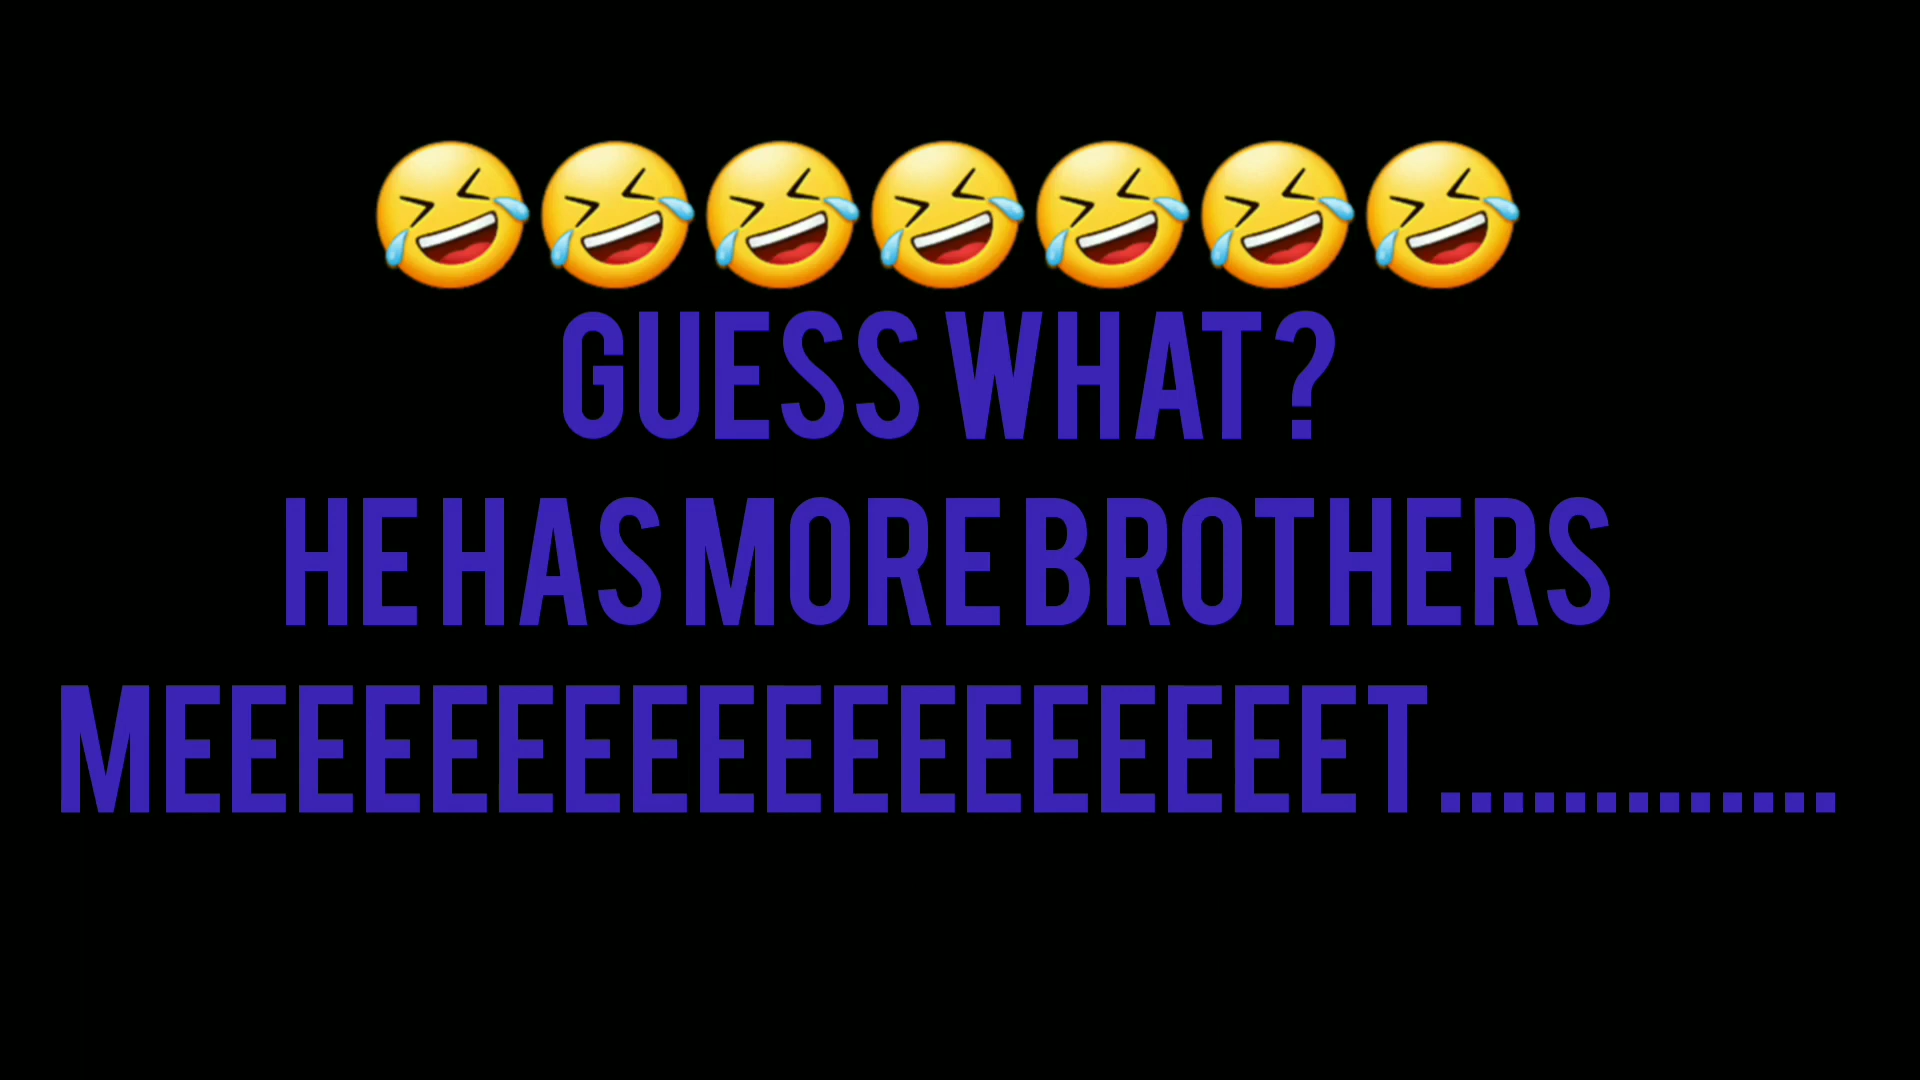 🤣🤣🤣🤣🤣🤣🤣
GUESS WHAT?
HE HAS MORE BROTHERS
MEEEEEEEEEEEEEEEEEET.............